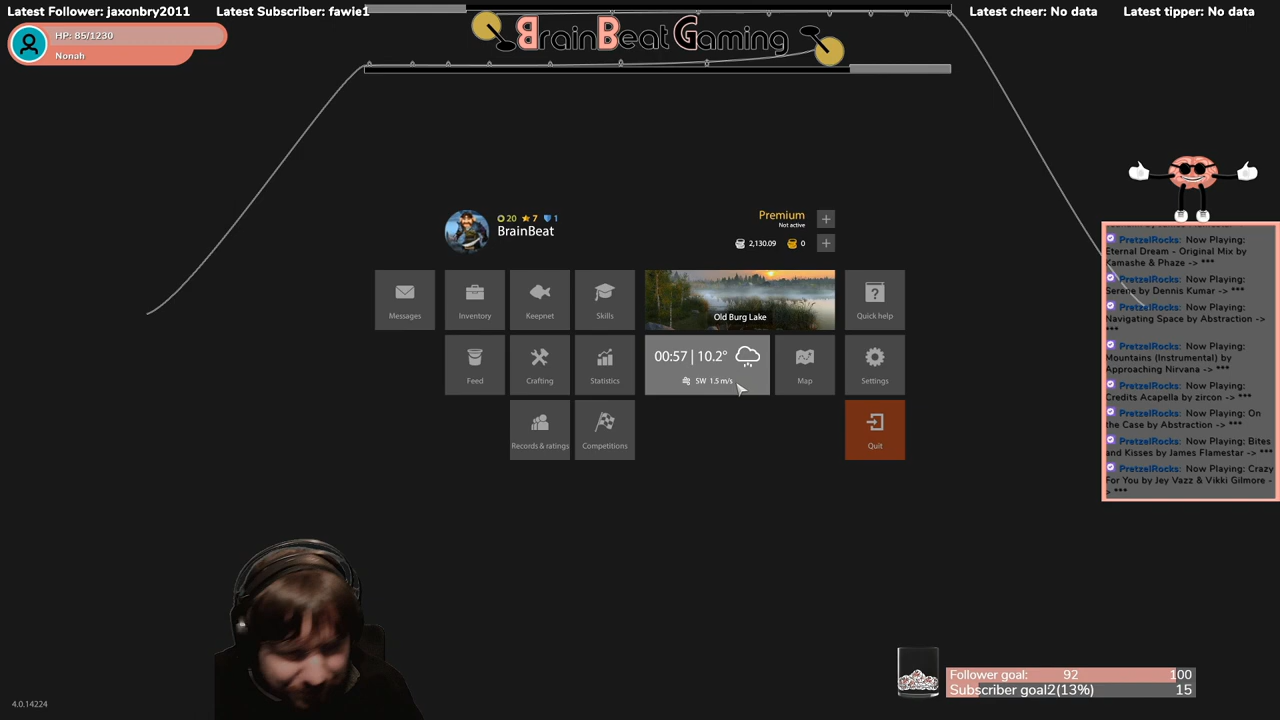 Latest Follower: jaxonbry2011
Latest Subscriber: fawie1
Latest cheer: No data
Latest tipper: No data
HP: 85/1230
Nonah
BrainBeat Gaming
20 7 1
BrainBeat
Premium
Not active
2,130.09 0
Messages
Inventory
Keepnet
Skills
Old Burg Lake
Quick help
Feed
Crafting
Statistics
00:57 | 10.2°
SW 1.5 m/s
Map
Settings
Records & ratings
Competitions
Quit
PretzelRocks: Now Playing:
Eternal Dream - Original Mix by
Kamashe & Phaze -> ***
PretzelRocks: Now Playing:
Serene by Dennis Kumar -> ***
PretzelRocks: Now Playing:
Navigating Space by Abstraction ->
***
PretzelRocks: Now Playing:
Mountains (Instrumental) by
Approaching Nirvana -> ***
PretzelRocks: Now Playing:
Credits Acapella by zircon -> ***
PretzelRocks: Now Playing: On
the Case by Abstraction -> ***
PretzelRocks: Now Playing: Bites
and Kisses by James Flamestar -> ***
PretzelRocks: Now Playing: Crazy
For You by Jey Vazz & Vikki Gilmore -
> ***
Follower goal: 92 100
Subscriber goal2(13%) 15
4.0.14224